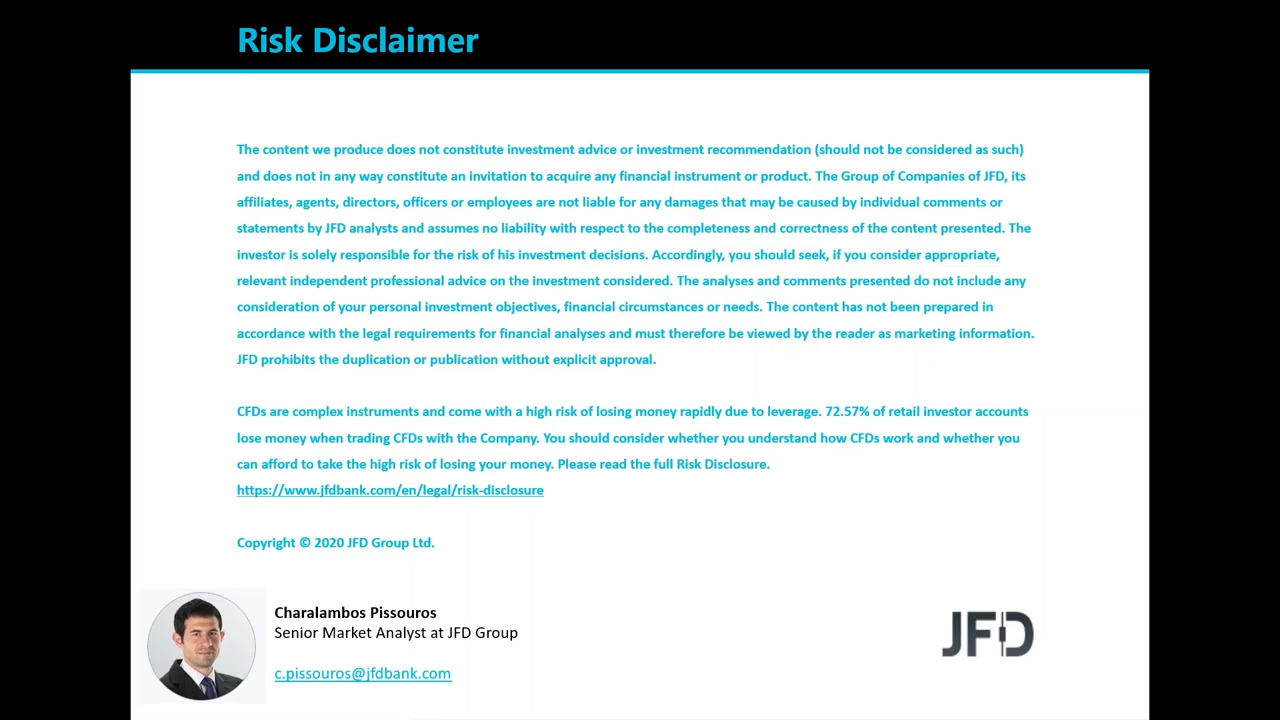 Risk Disclaimer
The content we produce does not constitute investment advice or investment recommendation (should not be considered as such)
and does not in any way constitute an invitation to acquire any financial instrument or product. The Group of Companies of JFD, its
affiliates, agents, directors, officers or employees are not liable for any damages that may be caused by individual comments or
statements by JFD analysts and assumes no liability with respect to the completeness and correctness of the content presented. The
investor is solely responsible for the risk of his investment decisions. Accordingly, you should seek, if you consider appropriate,
relevant independent professional advice on the investment considered. The analyses and comments presented do not include any
consideration of your personal investment objectives, financial circumstances or needs. The content has not been prepared in
accordance with the legal requirements for financial analyses and must therefore be viewed by the reader as marketing information.
JFD prohibits the duplication or publication without explicit approval.
CFDs are complex instruments and come with a high risk of losing money rapidly due to leverage. 72.57% of retail investor accounts
lose money when trading CFDs with the Company. You should consider whether you understand how CFDs work and whether you
can afford to take the high risk of losing your money. Please read the full Risk Disclosure.
https://www.jfdbank.com/en/legal/risk-disclosure
Copyright © 2020 JFD Group Ltd.
Charalambos Pissouros
Senior Market Analyst at JFD Group
c.pissouros@jfdbank.com
JFD